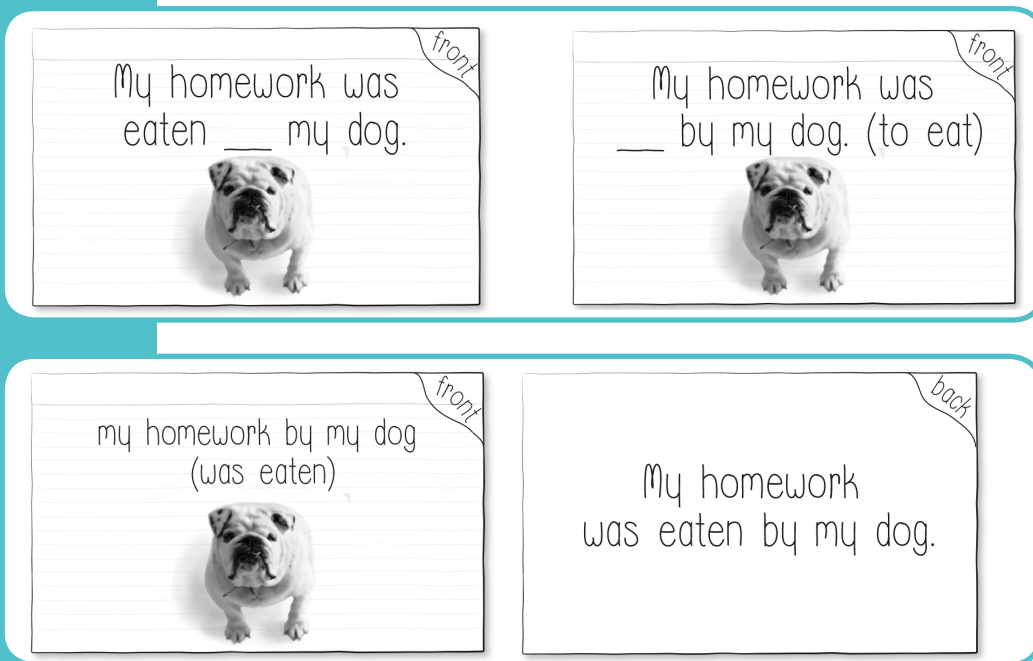 front
My homework was
eaten ___ my dog.
front
My homework was
___ by my dog. (to eat)
front
my homework by my dog
(was eaten)
back
My homework
was eaten by my dog.